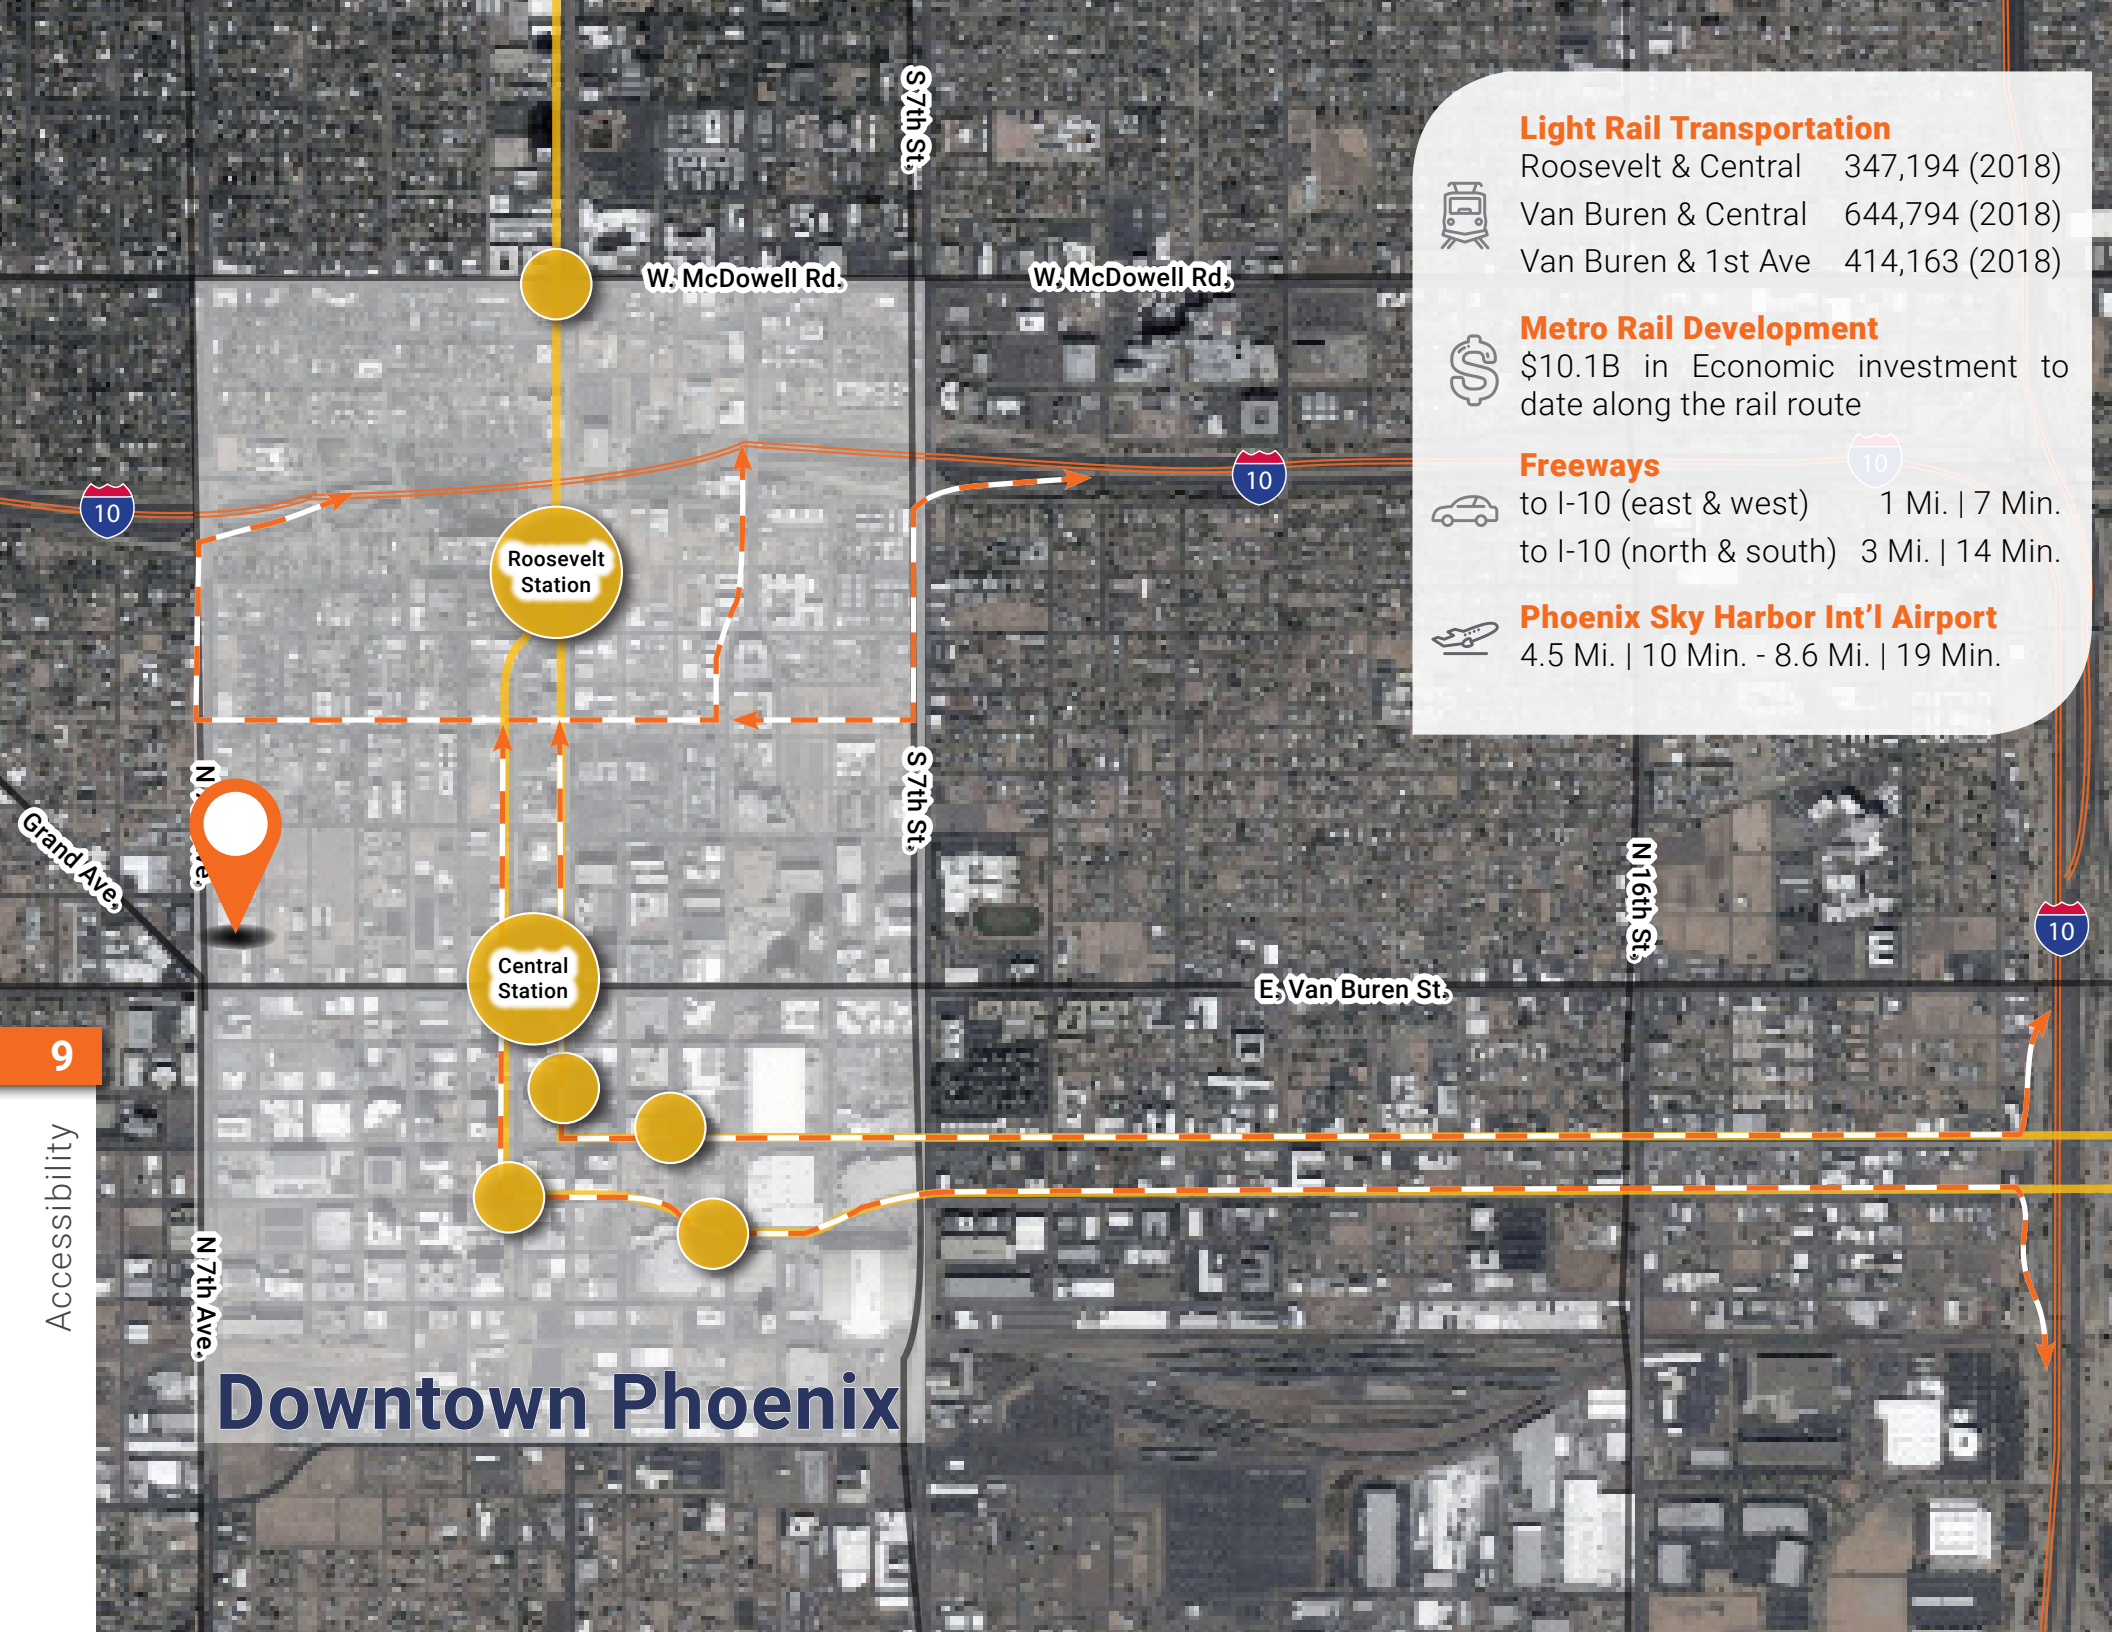 S 7th St.
Light Rail Transportation
Roosevelt & Central 347,194 (2018)
Van Buren & Central 644,794 (2018)
Van Buren & 1st Ave 414,163 (2018)
W. McDowell Rd.
W. McDowell Rd.
Metro Rail Development
$10.1B in Economic investment to
date along the rail route
Freeways
to I-10 (east & west) 1 Mi. | 7 Min.
to I-10 (north & south) 3 Mi. | 14 Min.
Phoenix Sky Harbor Int'l Airport
4.5 Mi. | 10 Min. - 8.6 Mi. | 19 Min.
10
10
10
Roosevelt
Station
S 7th St.
N ve.
Grand Ave.
N 16th St.
10
Central
Station
E. Van Buren St.
9
Accessibility
N 7th Ave.
Downtown Phoenix